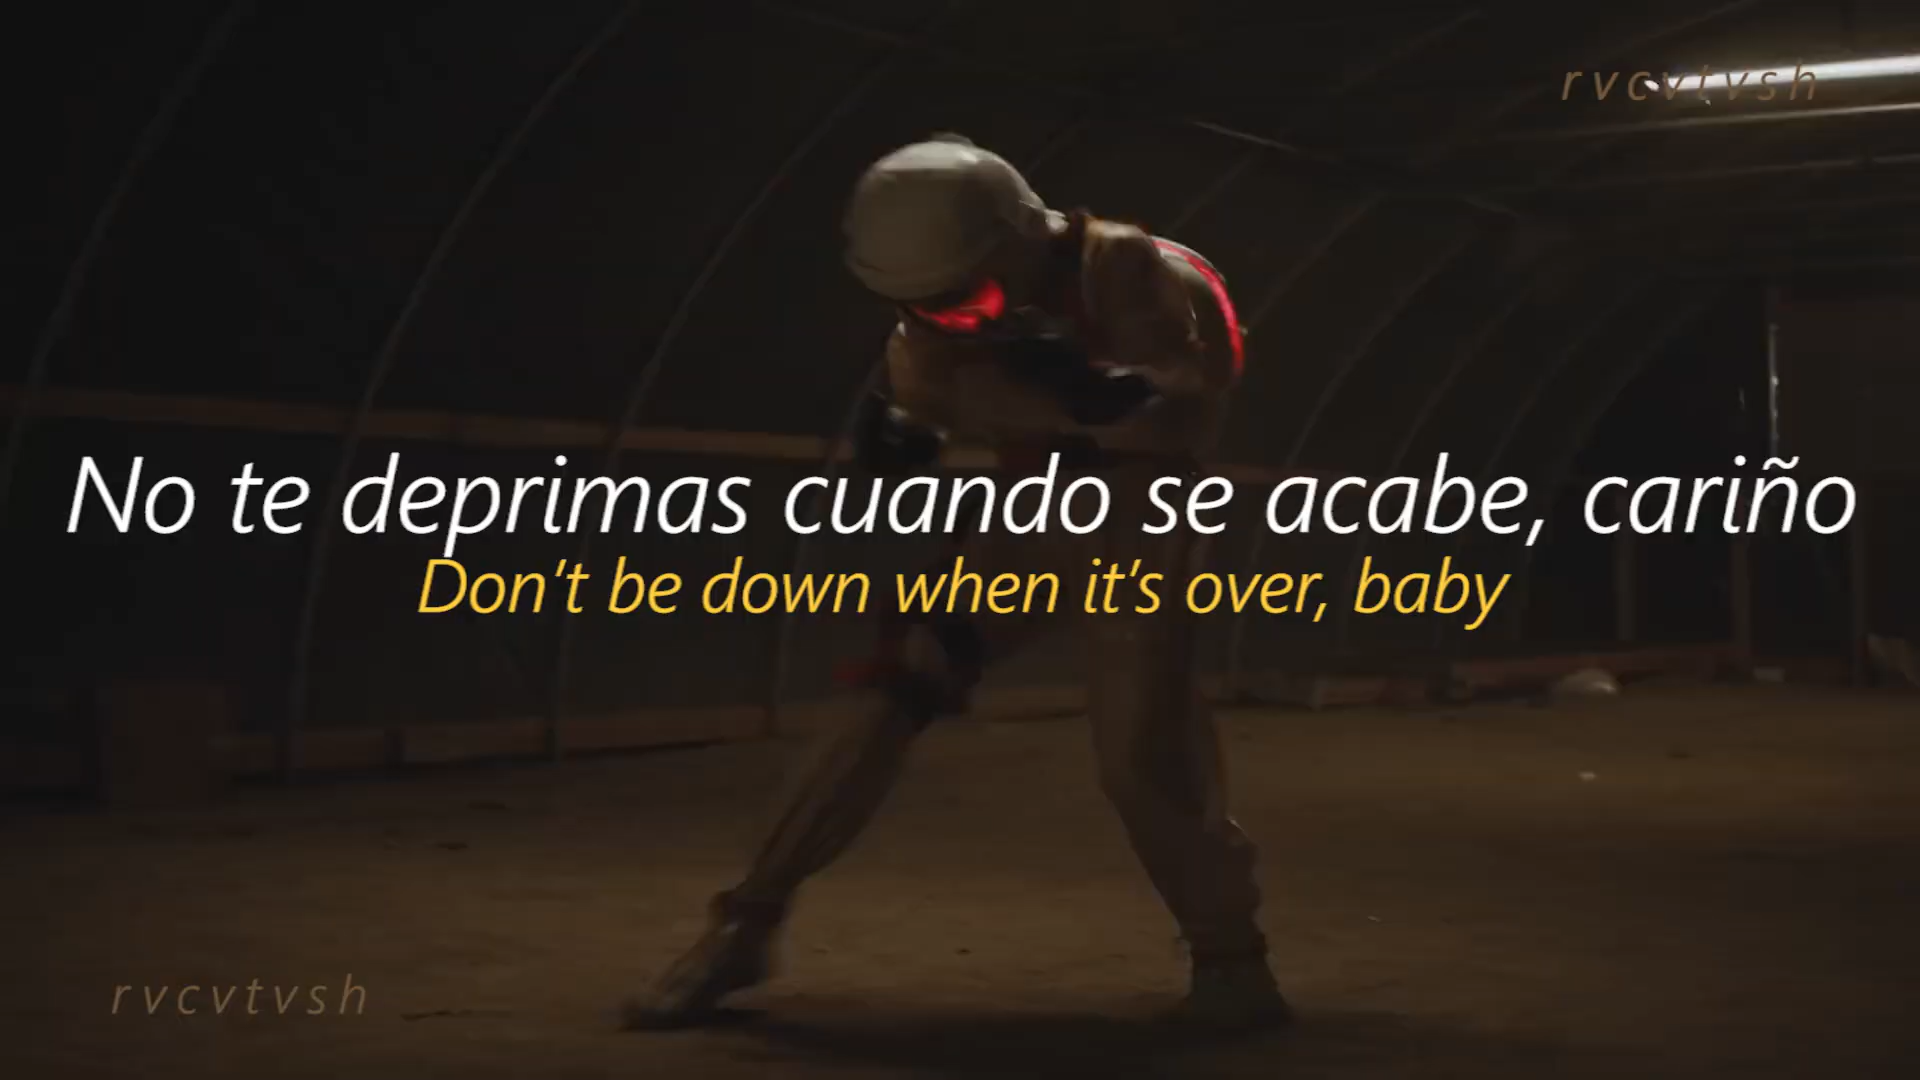 rvcvtvsh
No te deprimas cuando se acabe, cariño
Don't be down when it's over, baby
rvcvtvsh